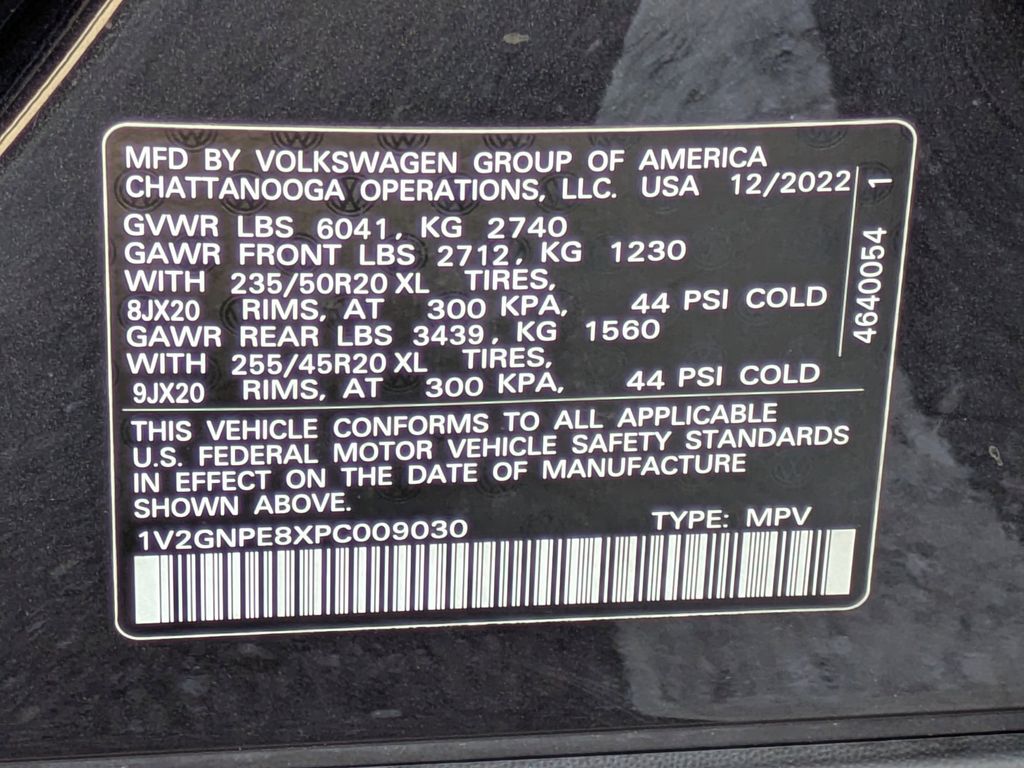 MFD BY VOLKSWAGEN GROUP OF AMERICA
CHATTANOOGA OPERATIONS, LLC. USA 12/2022
GVWR LBS 6041, KG 2740
GAWR FRONT LBS 2712, KG 1230
WITH 235/50R20 XL TIRES,
8JX20 RIMS, AT 300 KPA, 44 PSI COLD
GAWR REAR LBS 3439, KG 1560
WITH 255/45R20 XL TIRES,
9JX20 RIMS, AT 300 KPA, 44 PSI COLD
4640054 1
THIS VEHICLE CONFORMS TO ALL APPLICABLE
U.S. FEDERAL MOTOR VEHICLE SAFETY STANDARDS
IN EFFECT ON THE DATE OF MANUFACTURE
SHOWN ABOVE.
1V2GNPE8XPC009030 TYPE: MPV